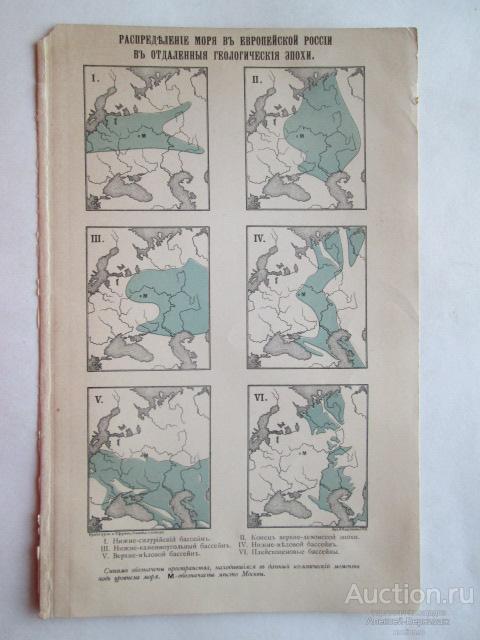 РАСПРЕДѢЛЕНІЕ МОРЯ ВЪ ЕВРОПЕЙСКОЙ РОССІИ
ВЪ ОТДАЛЕННЫЯ ГЕОЛОГИЧЕСКІЯ ЭПОХИ.
I.
II.
М
М
III.
IV.
М
М
V.
VI.
М
М
I. Нижне-силурійскій бассейнъ.
II. Конецъ верхне-девонской эпохи.
III. Нижне-каменноугольный бассейнъ.
IV. Нижне-мѣловой бассейнъ.
V. Верхне-мѣловой бассейнъ.
VI. Плейстоценовые бассейны.
Синимъ обозначены пространства, находившіяся въ данный геологическій моментъ
подъ уровнемъ моря. М-обозначаетъ мѣсто Москвы.
Auction.ru